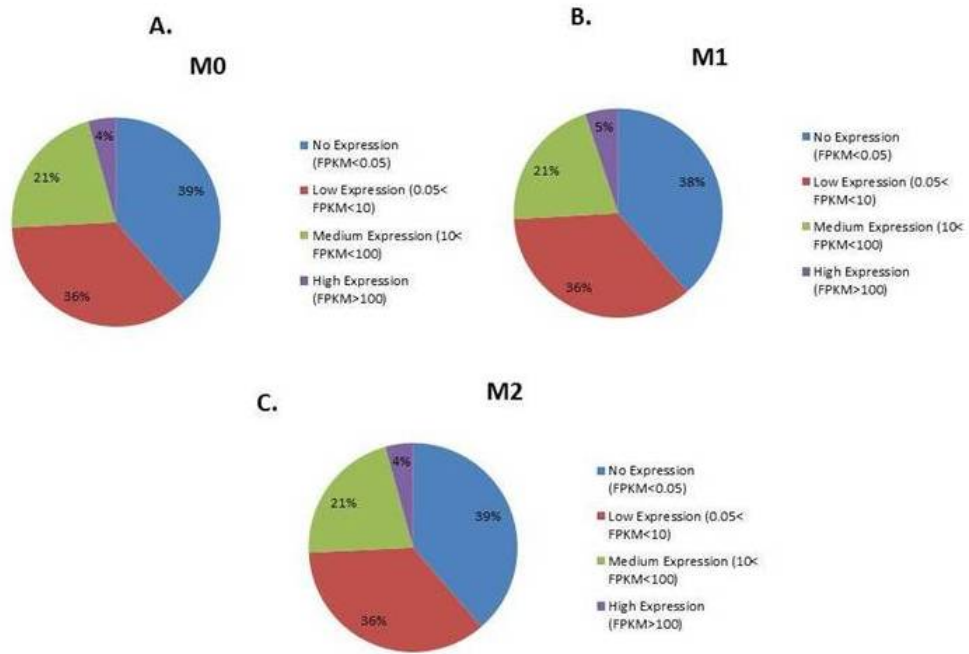 A.
M0
4%
39%
21%
36%
No Expression
(FPKM<0.05)
Low Expression (0.05<
FPKM<10)
Medium Expression (10<
FPKM<100)
High Expression
(FPKM>100)
B.
M1
5%
38%
21%
36%
No Expression
(FPKM<0.05)
Low Expression (0.05<
FPKM<10)
Medium Expression (10<
FPKM<100)
High Expression
(FPKM>100)
C.
M2
4%
39%
21%
36%
No Expression
(FPKM<0.05)
Low Expression (0.05<
FPKM<10)
Medium Expression (10<
FPKM<100)
High Expression
(FPKM>100)